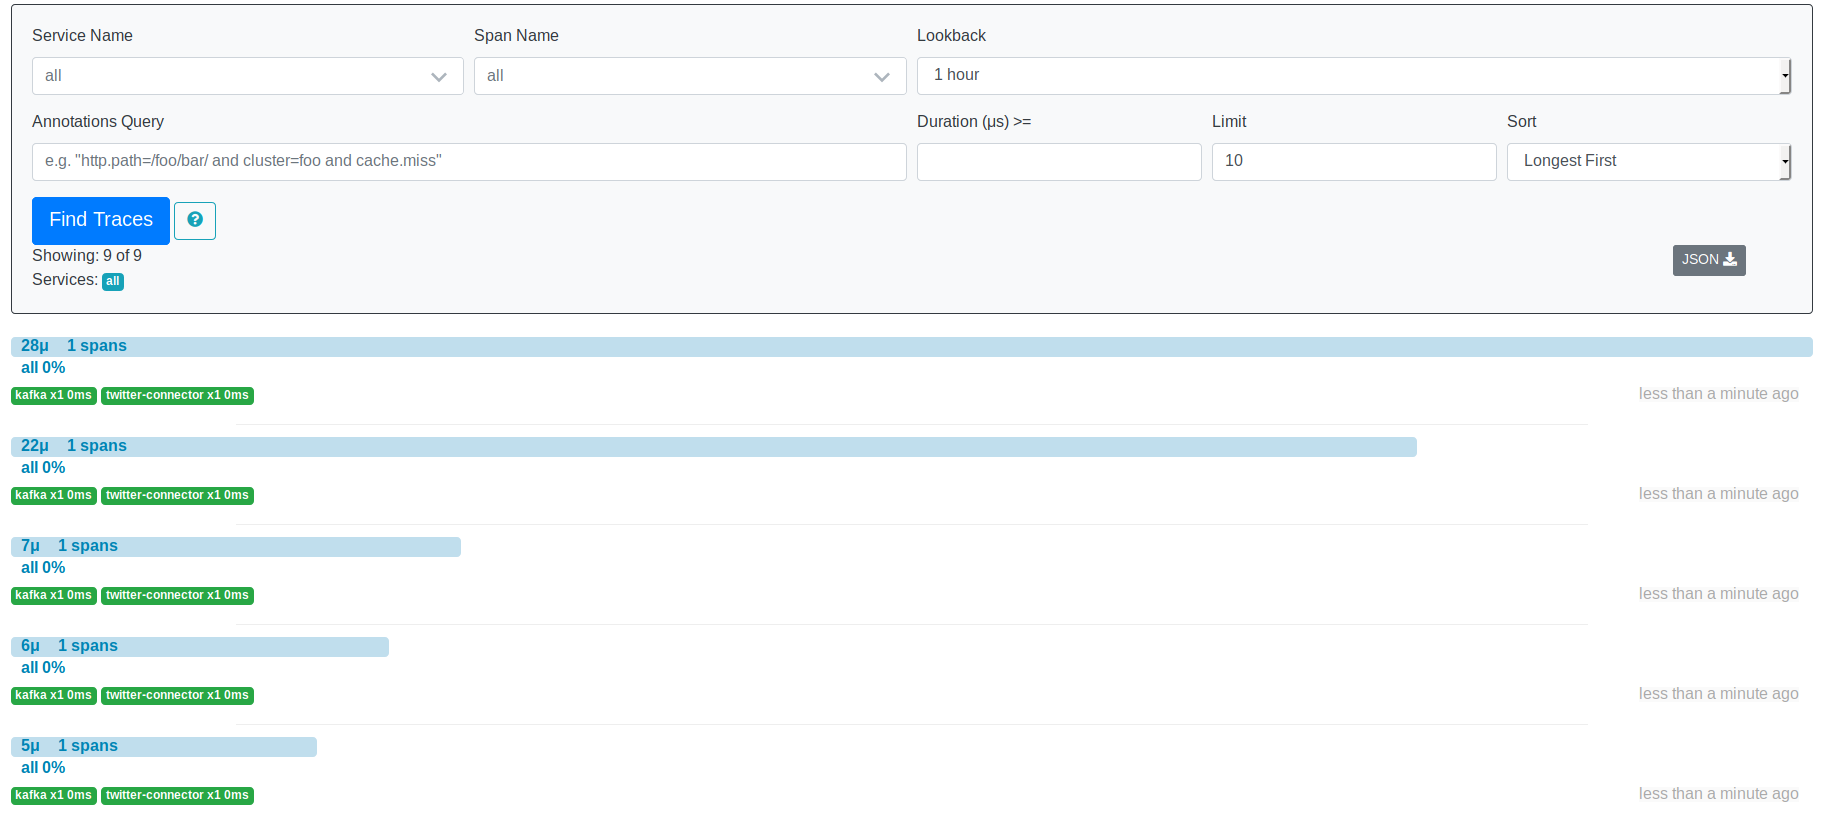 Service Name Span Name Lookback
all all 1 hour
Annotations Query Duration (μs) >= Limit Sort
e.g. "http.path=/foo/bar/ and cluster=foo and cache.miss" 10 Longest First
Find Traces ?
Showing: 9 of 9
JSON
Services: all
28μ 1 spans
all 0%
kafka x1 0ms twitter-connector x1 0ms less than a minute ago
22μ 1 spans
all 0%
kafka x1 0ms twitter-connector x1 0ms less than a minute ago
7μ 1 spans
all 0%
kafka x1 0ms twitter-connector x1 0ms less than a minute ago
6μ 1 spans
all 0%
kafka x1 0ms twitter-connector x1 0ms less than a minute ago
5μ 1 spans
all 0%
kafka x1 0ms twitter-connector x1 0ms less than a minute ago